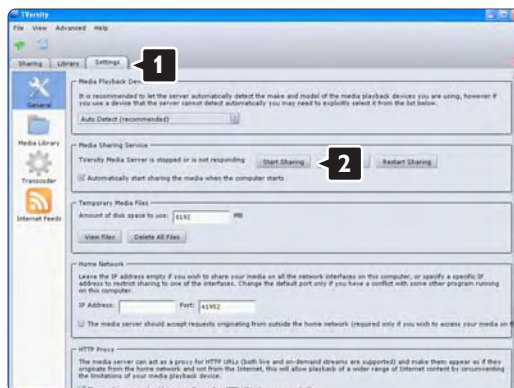 TVersity
File View Advanced Help
Sharing Library Settings
1
General
Media Library
Transcoder
Internet Feeds
Media Playback
It is recommended to let the server automatically detect the make and model of the media playback devices you are using, however if
you use a device that the server cannot detect automatically you may need to explicitly select it from the list below.
Auto Detect (recommended)
Media Sharing Service
TVersity Media Server is stopped or is not responding Start Sharing 2 Restart Sharing
Automatically start sharing the media when the computer starts
Temporary Media Files
Amount of disk space to use: 8192 MB
View Files Delete All Files
Home Network
Leave the IP address empty if you wish to share your media on all the network interfaces on this computer, or specify a specific IP
address to restrict sharing to one of the interfaces. Change the default port only if you have a conflict with some other program running
on this computer.
IP Address: Port: 41952
The media server should accept requests originating from outside the home network (required only if you wish to access your media on
HTTP Proxy
The media server can act as a proxy for HTTP URLs (both live and on-demand streams are supported) and make them appear as if they
originate from the home network and not from the Internet, this will allow playback of a wider range of Internet content by circumventing
the limitations of your media playback device.